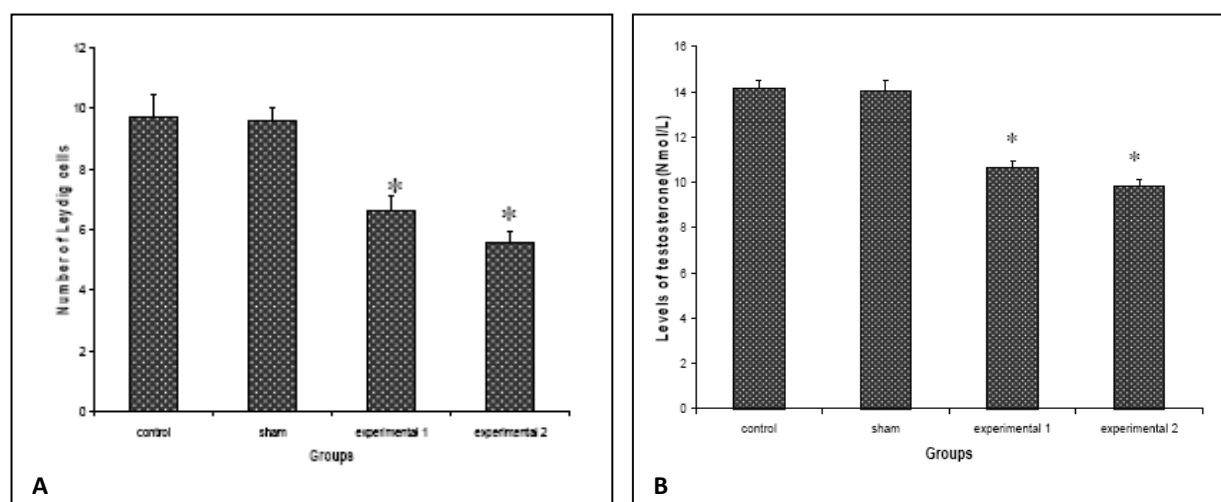 Number of Leydig cells
12
10
8
6
4
2
0
*
*
control sham experimental 1 experimental 2
Groups
A
Levels of testosterone(Nmol/L)
16
14
12
10
8
6
4
2
0
*
*
control sham experimental 1 experimental 2
Groups
B